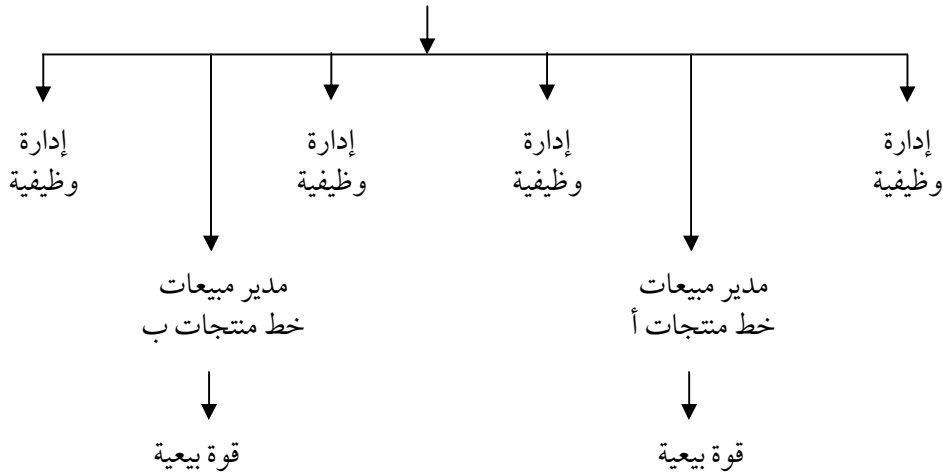 إدارة
وظيفية
إدارة
وظيفية
إدارة
وظيفية
إدارة
وظيفية
مدير مبيعات
خط منتجات أ
مدير مبيعات
خط منتجات ب
قوة بيعية
قوة بيعية